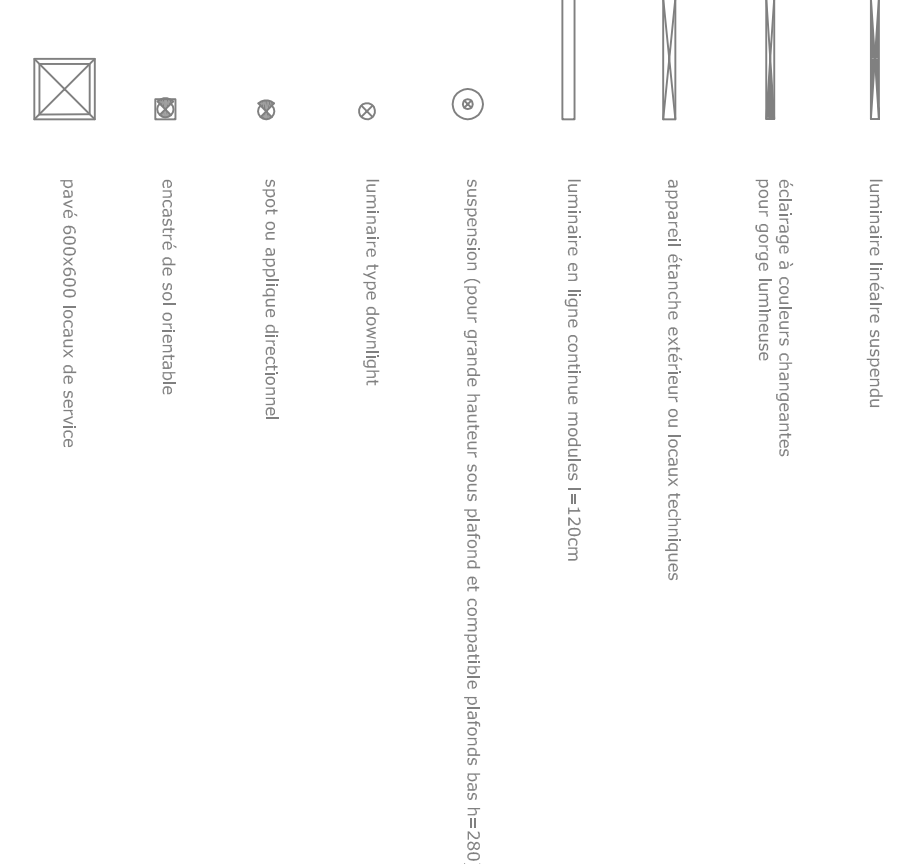 luminaire linéaire suspendu
éclairage à couleurs changeantes
pour gorge lumineuse
appareil étanche extérieur ou locaux techniques
luminaire en ligne continue modules l=120cm
suspension (pour grande hauteur sous plafond et compatible plafonds bas h=280
luminaire type downlight
spot ou applique directionnel
encastré de sol orientable
pavé 600x600 locaux de service